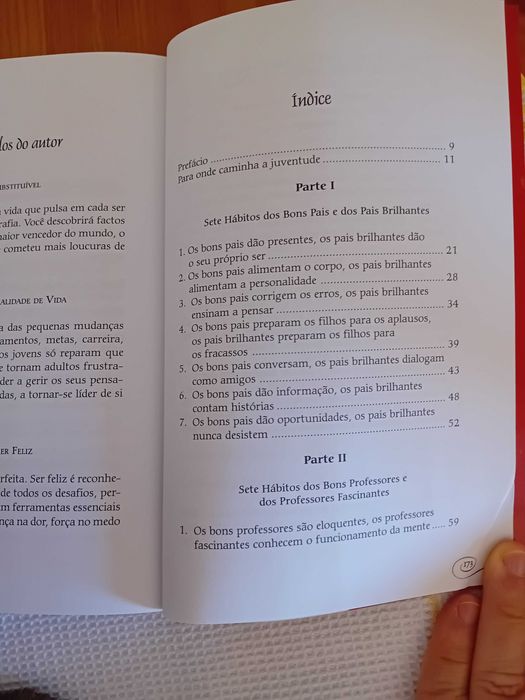 los do autor
UBSTITUÍVEL
vida que pulsa em cada ser
afia. Você descobrirá factos
naior vencedor do mundo, o
cometeu mais loucuras de
ALIDADE DE VIDA
a das pequenas mudanças
amentos, metas, carreira,
os jovens só reparam que
e tornam adultos frustra-
der a gerir os seus pensa-
das, a tornar-se líder de si
ER FELIZ
rfeita. Ser feliz é reconhe-
de todos os desafios, per-
m ferramentas essenciais
nça na dor, força no medo
Índice
Prefácio ........ 9
Para onde caminha a juventude ........ 11
Parte I
Sete Hábitos dos Bons Pais e dos Pais Brilhantes
1. Os bons pais dão presentes, os pais brilhantes dão
o seu próprio ser ........ 21
2. Os bons pais alimentam o corpo, os pais brilhantes
alimentam a personalidade ........ 28
3. Os bons pais corrigem os erros, os pais brilhantes
ensinam a pensar ........ 34
4. Os bons pais preparam os filhos para os aplausos,
os pais brilhantes preparam os filhos para
os fracassos ........ 39
5. Os bons pais conversam, os pais brilhantes dialogam
como amigos ........ 43
6. Os bons pais dão informação, os pais brilhantes
contam histórias ........ 48
7. Os bons pais dão oportunidades, os pais brilhantes
nunca desistem ........ 52
Parte II
Sete Hábitos dos Bons Professores e
dos Professores Fascinantes
1. Os bons professores são eloquentes, os professores
fascinantes conhecem o funcionamento da mente ..... 59
173